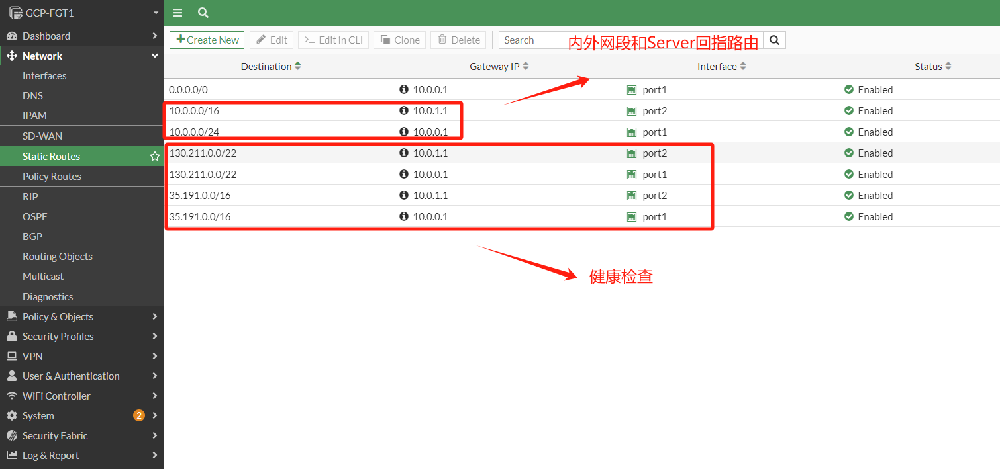 GCP-FGT1
Dashboard
Network
Interfaces
DNS
IPAM
SD-WAN
Static Routes
Policy Routes
RIP
OSPF
BGP
Routing Objects
Multicast
Diagnostics
Policy & Objects
Security Profiles
VPN
User & Authentication
WiFi Controller
System 2
Security Fabric
Log & Report
Create New Edit Edit in CLI Clone Delete Search
内外网段和Server回指路由
Destination Gateway IP Interface Status
0.0.0.0/0 10.0.0.1 port1 Enabled
10.0.0.0/16 10.0.1.1 port2 Enabled
10.0.0.0/24 10.0.0.1 port1 Enabled
130.211.0.0/22 10.0.1.1 port2 Enabled
130.211.0.0/22 10.0.0.1 port1 Enabled
35.191.0.0/16 10.0.1.1 port2 Enabled
35.191.0.0/16 10.0.0.1 port1 Enabled
健康检查